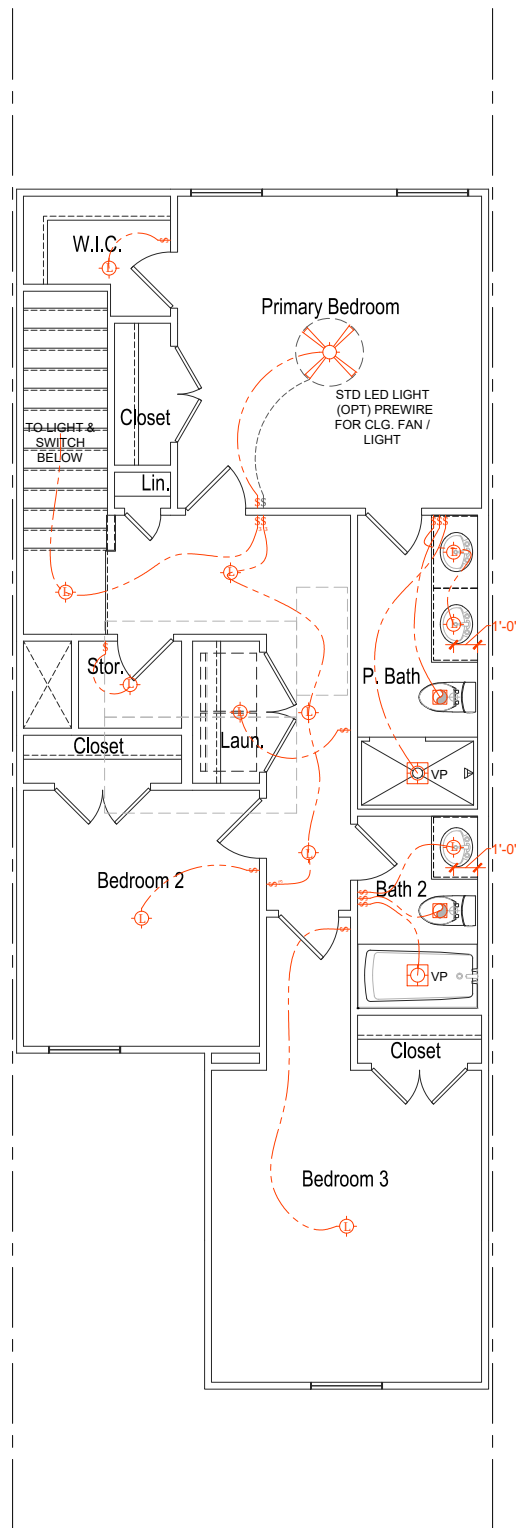 W.I.C.
Primary Bedroom
STD LED LIGHT
(OPT) PREWIRE
FOR CLG. FAN /
LIGHT
Closet
TO LIGHT &
SWITCH
BELOW
Lin.
1'-0"
Stor.
P. Bath
Laun.
Closet
VP
Bedroom 2
Bath 2
1'-0"
VP
Closet
Bedroom 3
L
L
L
L
L
L
L
L